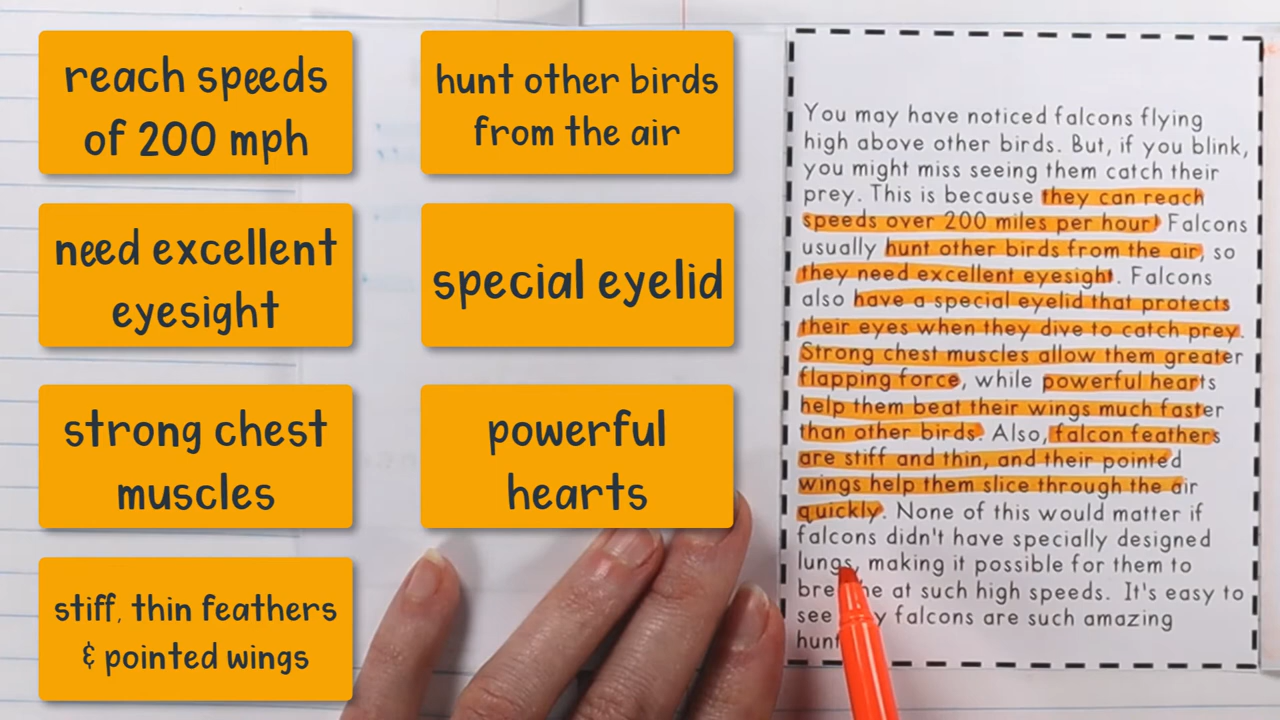 reach speeds
of 200 mph
hunt other birds
from the air
need excellent
eyesight
special eyelid
strong chest
muscles
powerful
hearts
stiff, thin feathers
& pointed wings
You may have noticed falcons flying
high above other birds. But, if you blink,
you might miss seeing them catch their
prey. This is because they can reach
speeds over 200 miles per hour! Falcons
usually hunt other birds from the air, so
they need excellent eyesight. Falcons
also have a special eyelid that protects
their eyes when they dive to catch prey.
Strong chest muscles allow them greater
flapping force, while powerful hearts
help them beat their wings much faster
than other birds. Also, falcon feathers
are stiff and thin, and their pointed
wings help them slice through the air
quickly. None of this would matter if
falcons didn't have specially designed
lungs, making it possible for them to
at such high speeds. It's easy to
see falcons are such amazing